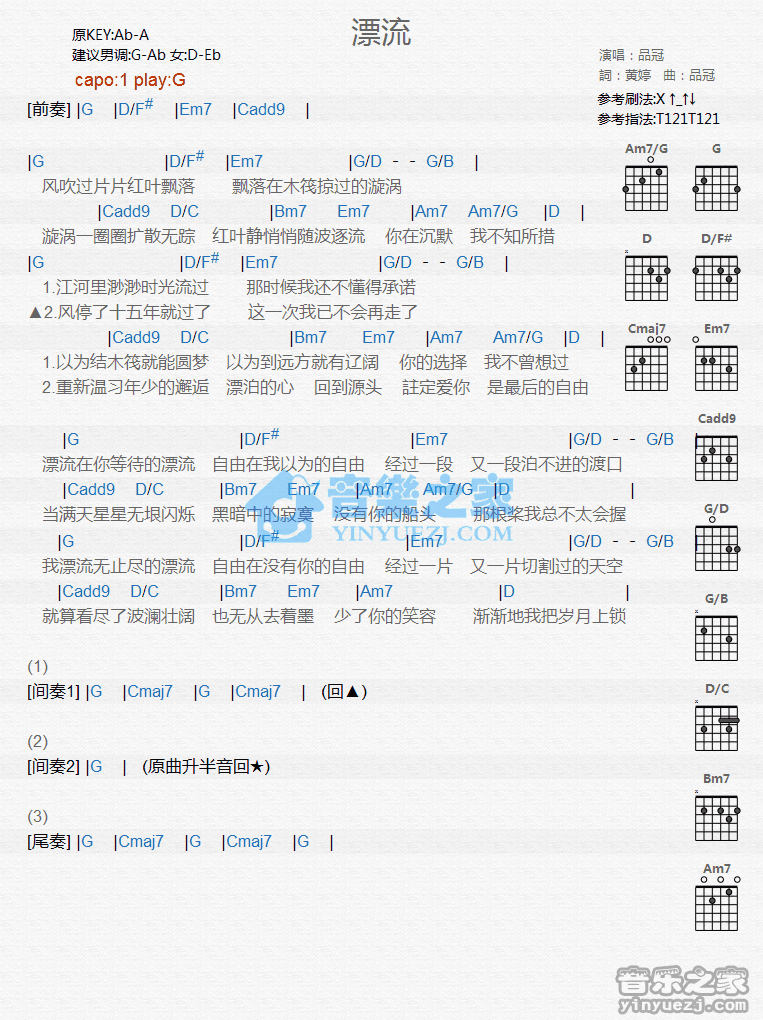 漂流
原KEY:Ab-A
建议男调:G-Ab 女:D-Eb
capo:1 play:G
演唱：品冠
詞：黄婷　曲：品冠
参考刷法:X ↑_↑↓
参考指法:T121T121
[前奏] |G |D/F# |Em7 |Cadd9 |
|G |D/F# |Em7 |G/D - - G/B |
风吹过片片红叶飘落 飘落在木筏掠过的漩涡
|Cadd9 D/C |Bm7 Em7 |Am7 Am7/G |D |
漩涡一圈圈扩散无踪 红叶静悄悄随波逐流 你在沉默 我不知所措
|G |D/F# |Em7 |G/D - - G/B |
1.江河里渺渺时光流过 那时候我还不懂得承诺
▲2.风停了十五年就过了 这一次我已不会再走了
|Cadd9 D/C |Bm7 Em7 |Am7 Am7/G |D |
1.以为结木筏就能圆梦 以为到远方就有辽阔 你的选择 我不曾想过
2.重新温习年少的邂逅 漂泊的心 回到源头 註定爱你 是最后的自由
|G |D/F# |Em7 |G/D - - G/B |
漂流在你等待的漂流 自由在我以为的自由 经过一段 又一段泊不进的渡口
|Cadd9 D/C |Bm7 Em7 |Am7 Am7/G |D |
当满天星星无垠闪烁 黑暗中的寂寞 没有你的船头 那根桨我总不太会握
|G |D/F# |Em7 |G/D - - G/B |
我漂流无止尽的漂流 自由在没有你的自由 经过一片 又一片切割过的天空
|Cadd9 D/C |Bm7 Em7 |Am7 |D |
就算看尽了波澜壮阔 也无从去着墨 少了你的笑容 渐渐地我把岁月上锁
(1)
[间奏1] |G |Cmaj7 |G |Cmaj7 | (回▲)
(2)
[间奏2] |G | (原曲升半音回★)
(3)
[尾奏] |G |Cmaj7 |G |Cmaj7 |G |
Am7/G G
D D/F#
Cmaj7 Em7
Cadd9
G/D
G/B
D/C
Bm7
Am7
音樂之家
YINYUEZJ.COM
音乐之家
yinyuezj.com